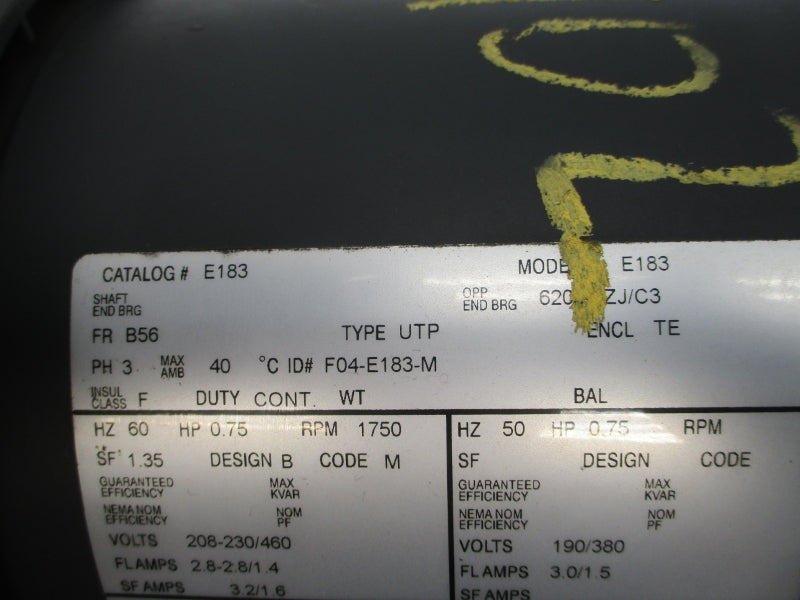 CATALOG # E183 MODE E183
SHAFT END BRG OPP END BRG 620 ZJ/C3
FR B56 TYPE UTP ENCL TE
PH 3 MAX AMB 40 °C ID# F04-E183-M
INSUL CLASS F DUTY CONT. WT BAL
HZ 60 HP 0.75 RPM 1750
SF 1.35 DESIGN B CODE M
GUARANTEED EFFICIENCY MAX KVAR
NEMA NOM EFFICIENCY NOM PF
VOLTS 208-230/460
FL AMPS 2.8-2.8/1.4
SF AMPS 3.2/1.6
HZ 50 HP 0.75 RPM
SF DESIGN CODE
GUARANTEED EFFICIENCY MAX KVAR
NEMA NOM EFFICIENCY NOM PF
VOLTS 190/380
FL AMPS 3.0/1.5
SF AMPS